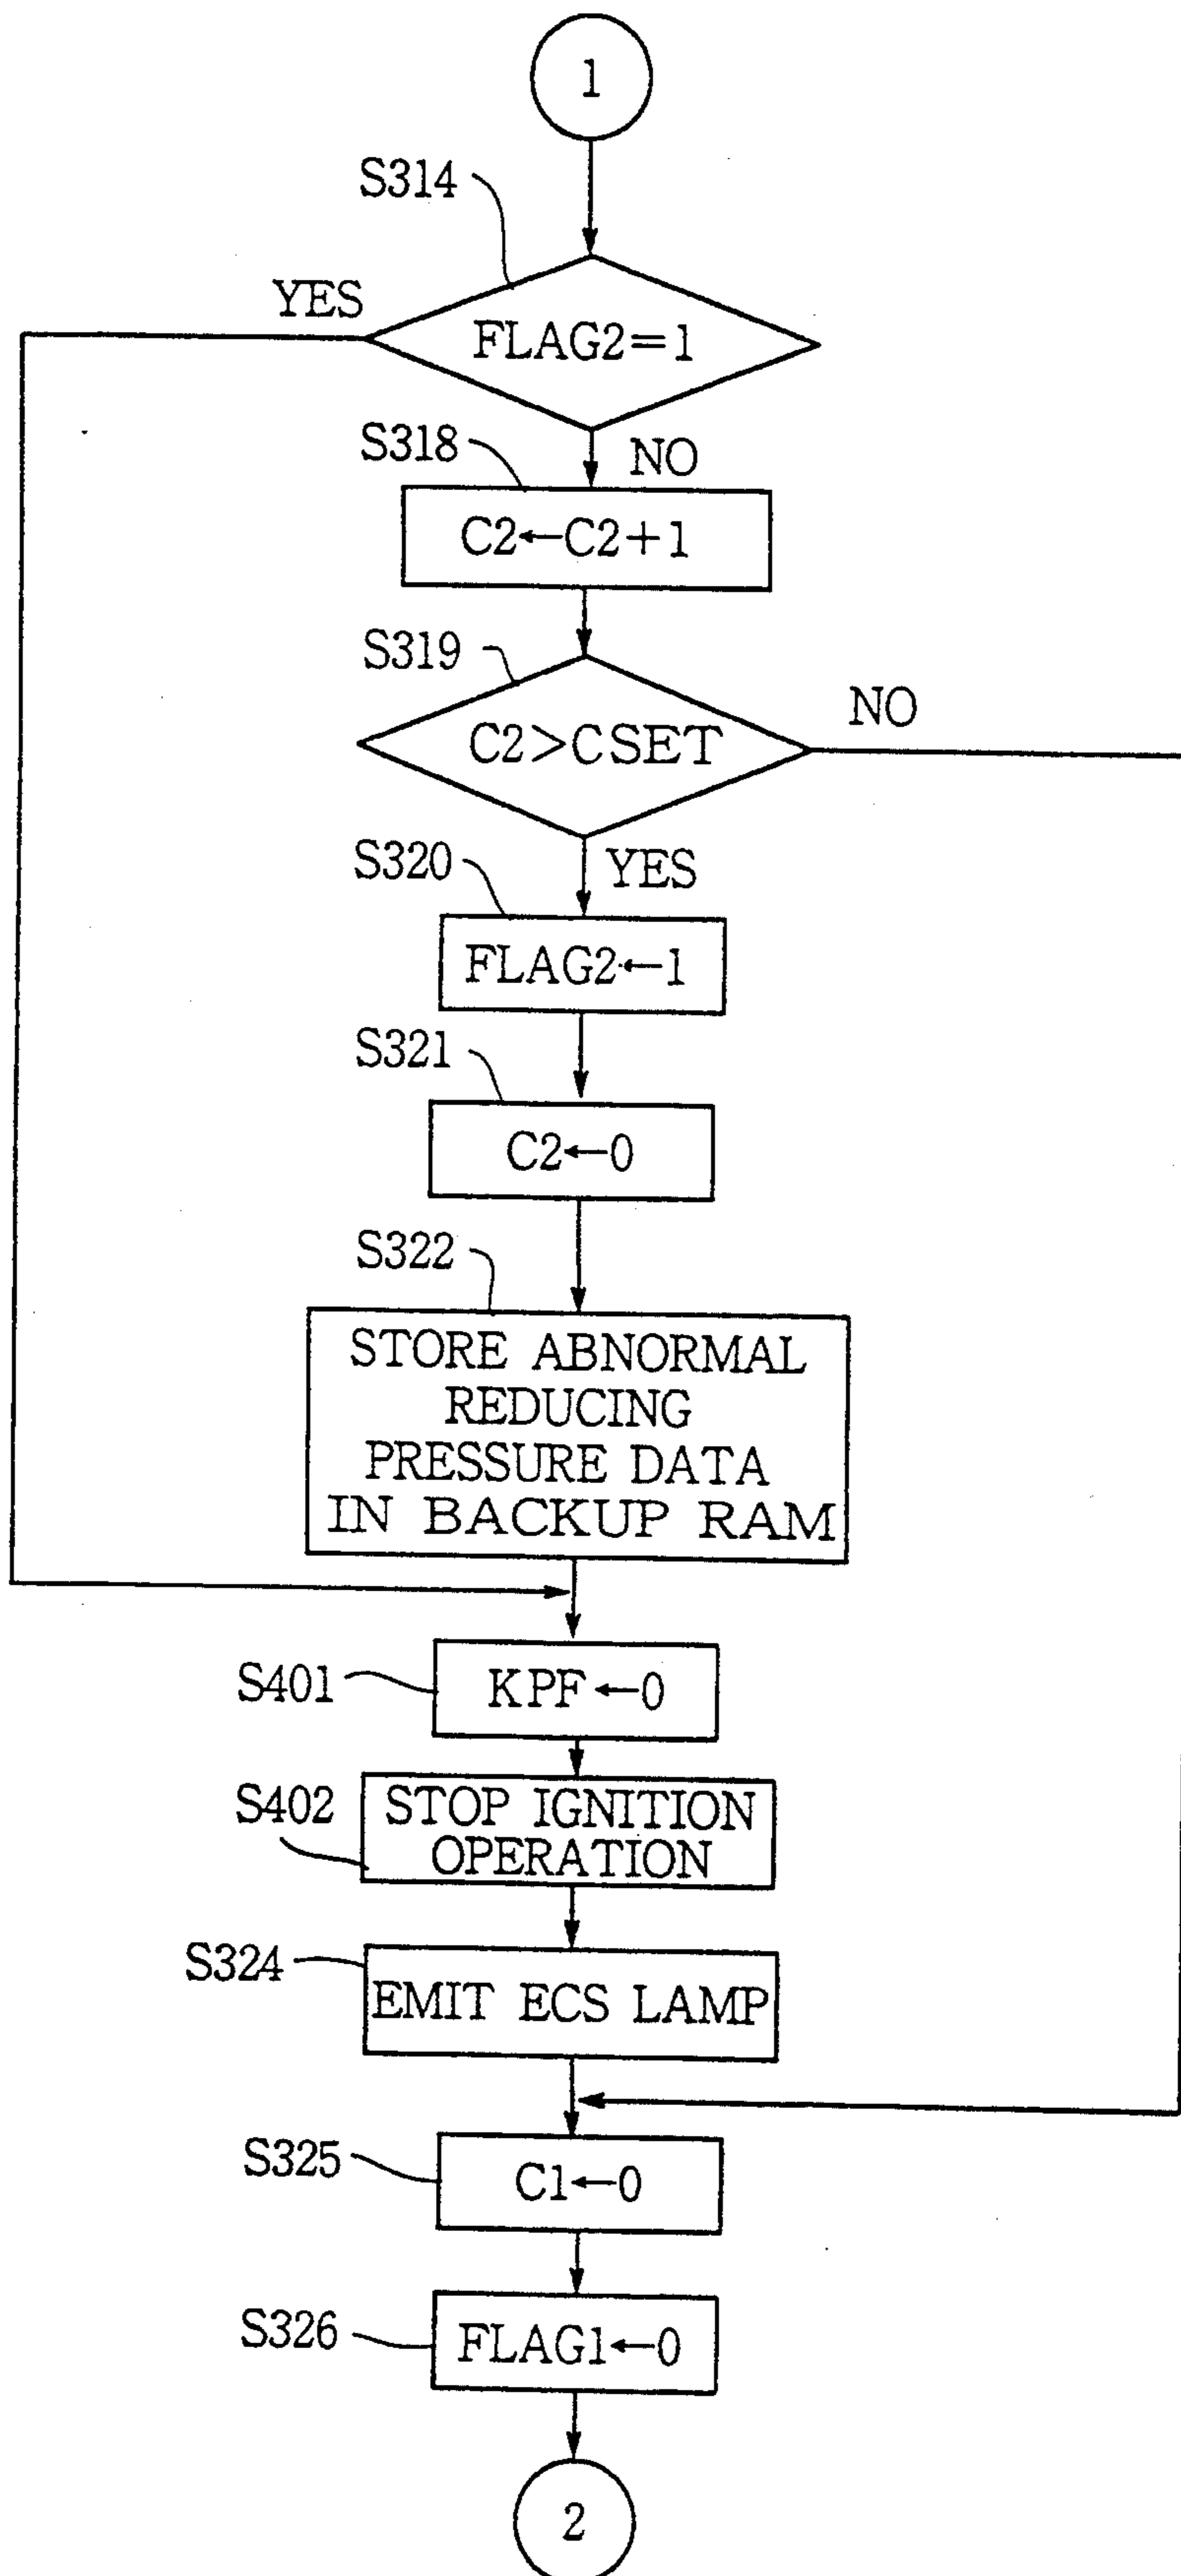 1
S314
YES
FLAG2=1
S318
NO
C2←C2+1
S319
NO
C2>CSET
S320
YES
FLAG2←1
S321
C2←0
S322
STORE ABNORMAL
REDUCING
PRESSURE DATA
IN BACKUP RAM
S401
KPF←0
S402
STOP IGNITION
OPERATION
S324
EMIT ECS LAMP
S325
C1←0
S326
FLAG1←0
2